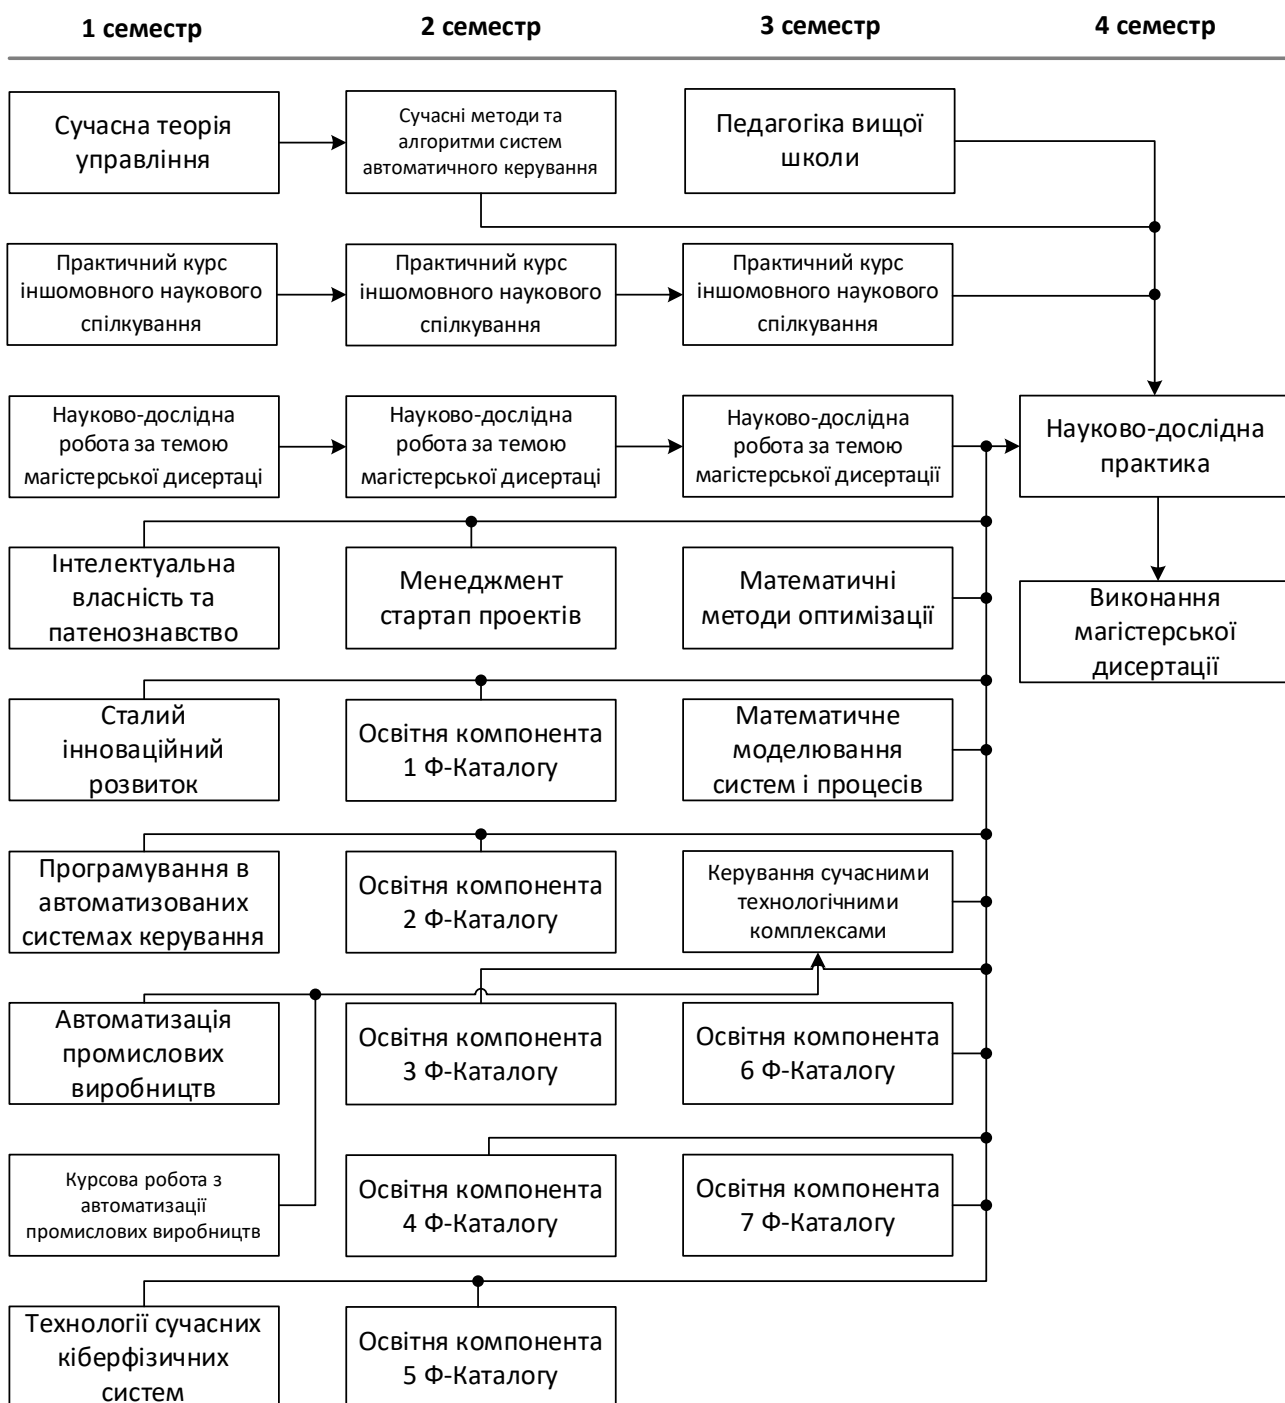 1 семестр
2 семестр
3 семестр
4 семестр
Сучасна теорія
управління
Сучасні методи та
алгоритми систем
автоматичного керування
Педагогіка вищої
школи
Практичний курс
іншомовного наукового
спілкування
Практичний курс
іншомовного наукового
спілкування
Практичний курс
іншомовного наукового
спілкування
Науково-дослідна
робота за темою
магістерської дисертаці
Науково-дослідна
робота за темою
магістерської дисертаці
Науково-дослідна
робота за темою
магістерської дисертації
Науково-дослідна
практика
Інтелектуальна
власність та
патенознавство
Менеджмент
стартап проектів
Математичні
методи оптимізації
Виконання
магістерської
дисертації
Сталий
інноваційний
розвиток
Освітня компонента
1 Ф-Каталогу
Математичне
моделювання
систем і процесів
Програмування в
автоматизованих
системах керування
Освітня компонента
2 Ф-Каталогу
Керування сучасними
технологічними
комплексами
Автоматизація
промислових
виробництв
Освітня компонента
3 Ф-Каталогу
Освітня компонента
6 Ф-Каталогу
Курсова робота з
автоматизації
промислових виробництв
Освітня компонента
4 Ф-Каталогу
Освітня компонента
7 Ф-Каталогу
Технології сучасних
кіберфізичних
систем
Освітня компонента
5 Ф-Каталогу